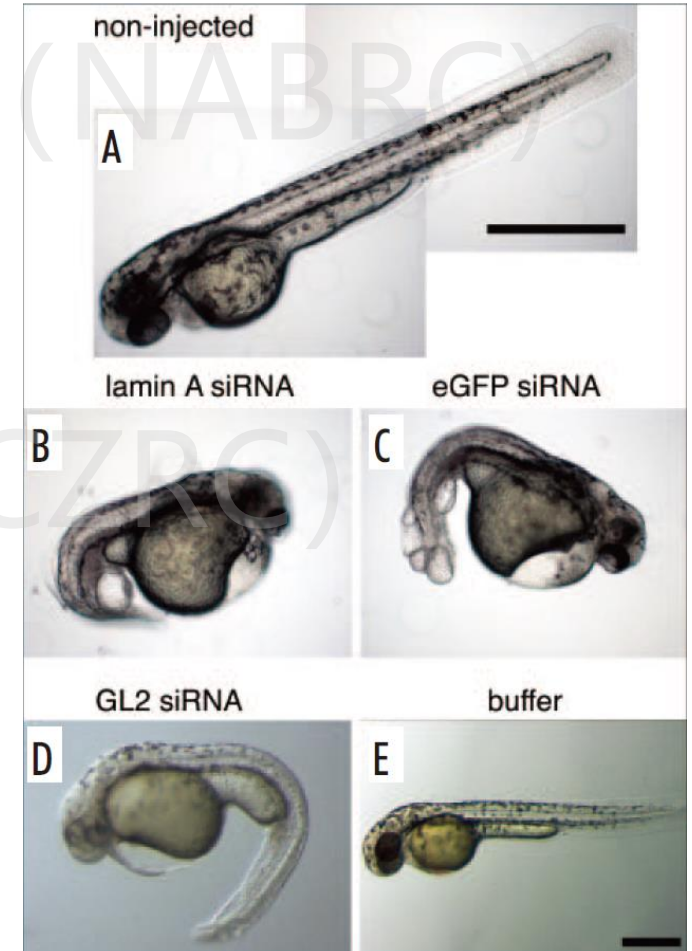 non-injected
(NABRC)
A
lamin A siRNA
eGFP siRNA
B
C
CZRC)
GL2 siRNA
buffer
D
E